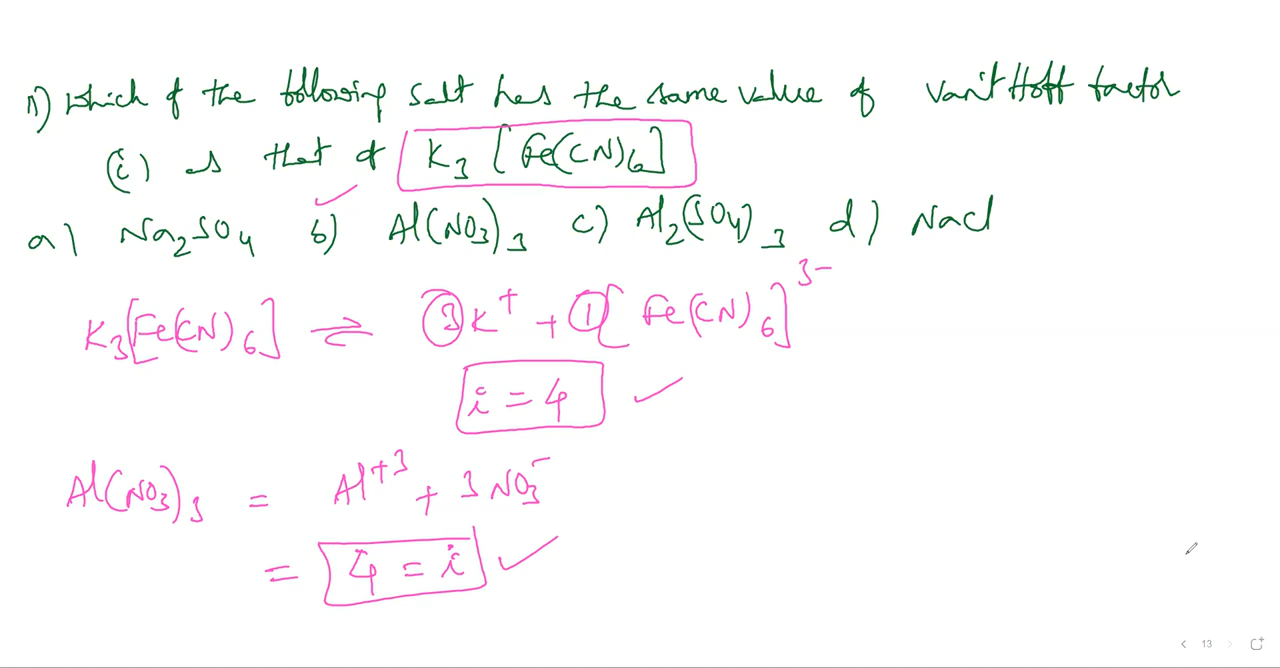 11) Which of the following salt has the same value of Van't Hoff factor
(i) as that of K₃[Fe(CN)₆]
a) Na₂SO₄ b) Al(NO₃)₃ c) Al₂(SO₄)₃ d) NaCl
K₃[Fe(CN)₆] ⇌ 3K⁺ + 1[Fe(CN)₆]³⁻
i = 4 ✓
Al(NO₃)₃ = Al⁺³ + 3NO₃⁻
= 4 = i ✓
13